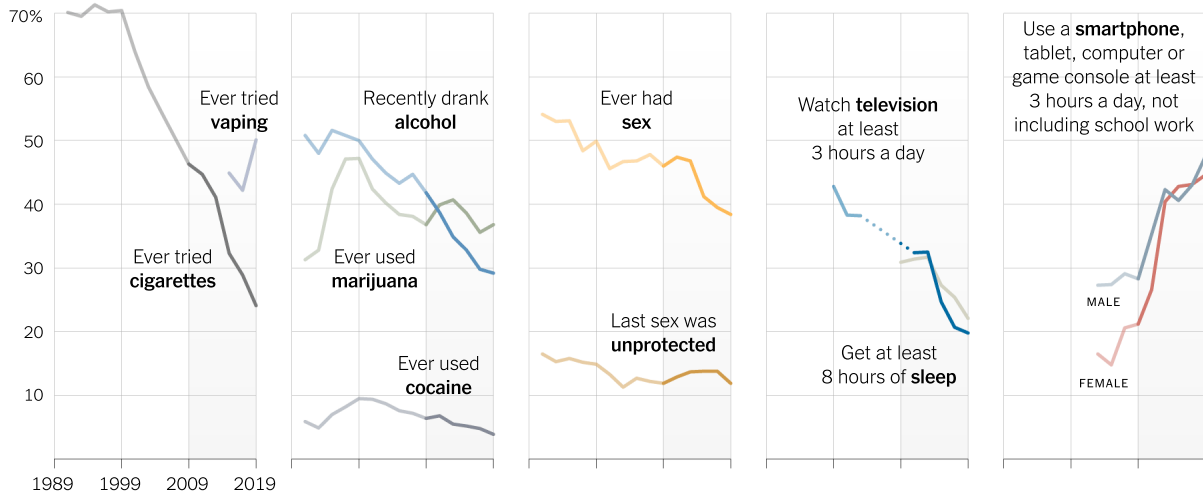 70%
60
50
40
30
20
10
1989
1999
2009
2019
Ever tried
vaping
Ever tried
cigarettes
Recently drank
alcohol
Ever used
marijuana
Ever used
cocaine
Ever had
sex
Last sex was
unprotected
Watch television
at least
3 hours a day
Get at least
8 hours of sleep
Use a smartphone,
tablet, computer or
game console at least
3 hours a day, not
including school work
MALE
FEMALE